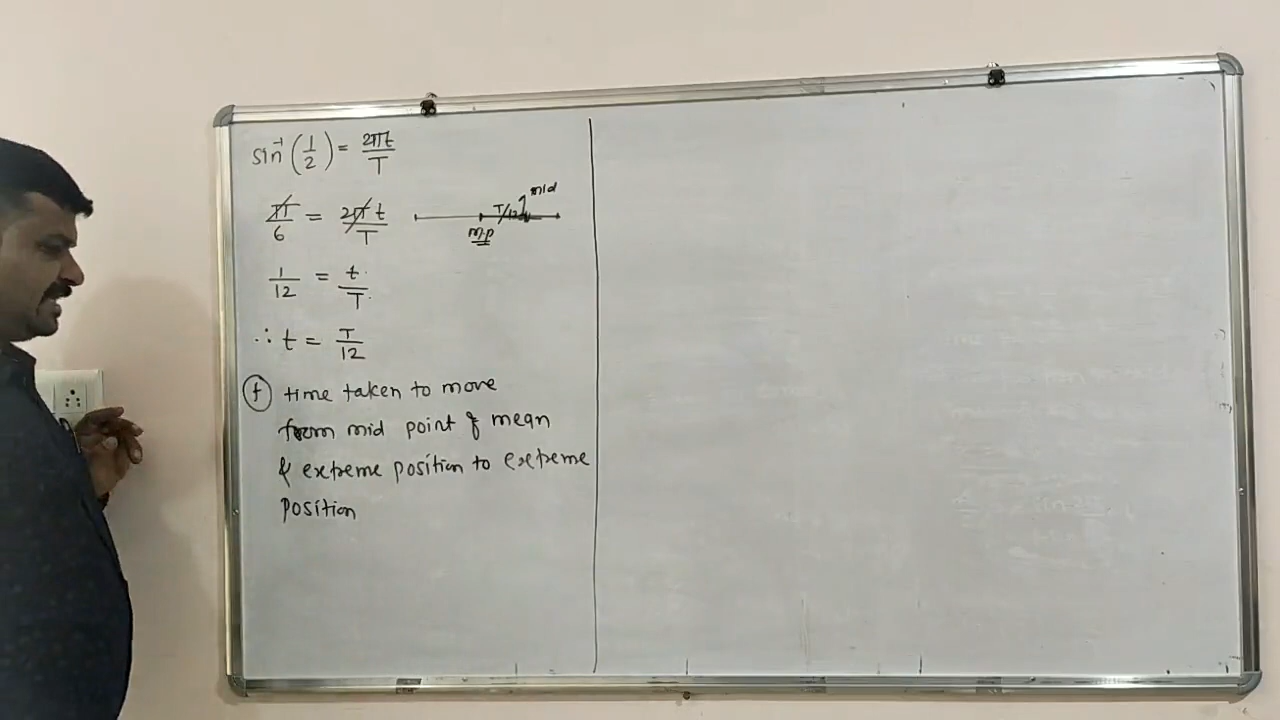 sin⁻¹(1/2) = 2πt/T
π/6 = 2πt/T
mid
T/12
m.p
1/12 = t/T
∴ t = T/12
(f) time taken to move
from mid point of mean
& extreme position to extreme
position